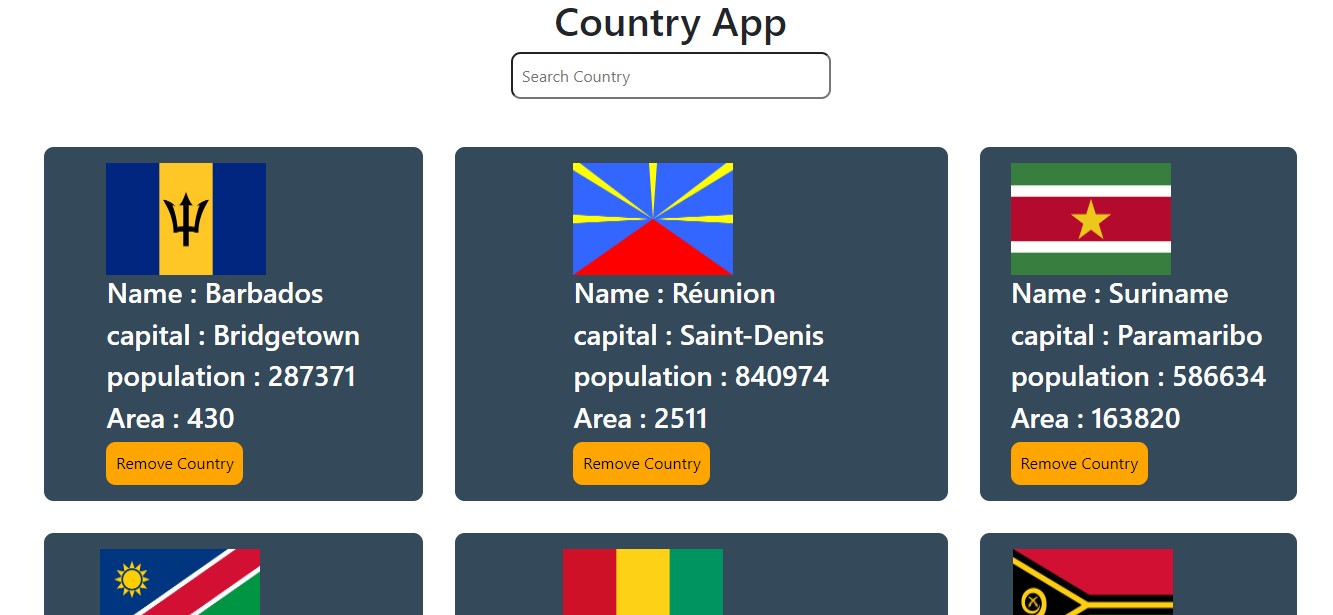 Country App
Search Country
Name : Barbados
capital : Bridgetown
population : 287371
Area : 430
Remove Country
Name : Réunion
capital : Saint-Denis
population : 840974
Area : 2511
Remove Country
Name : Suriname
capital : Paramaribo
population : 586634
Area : 163820
Remove Country